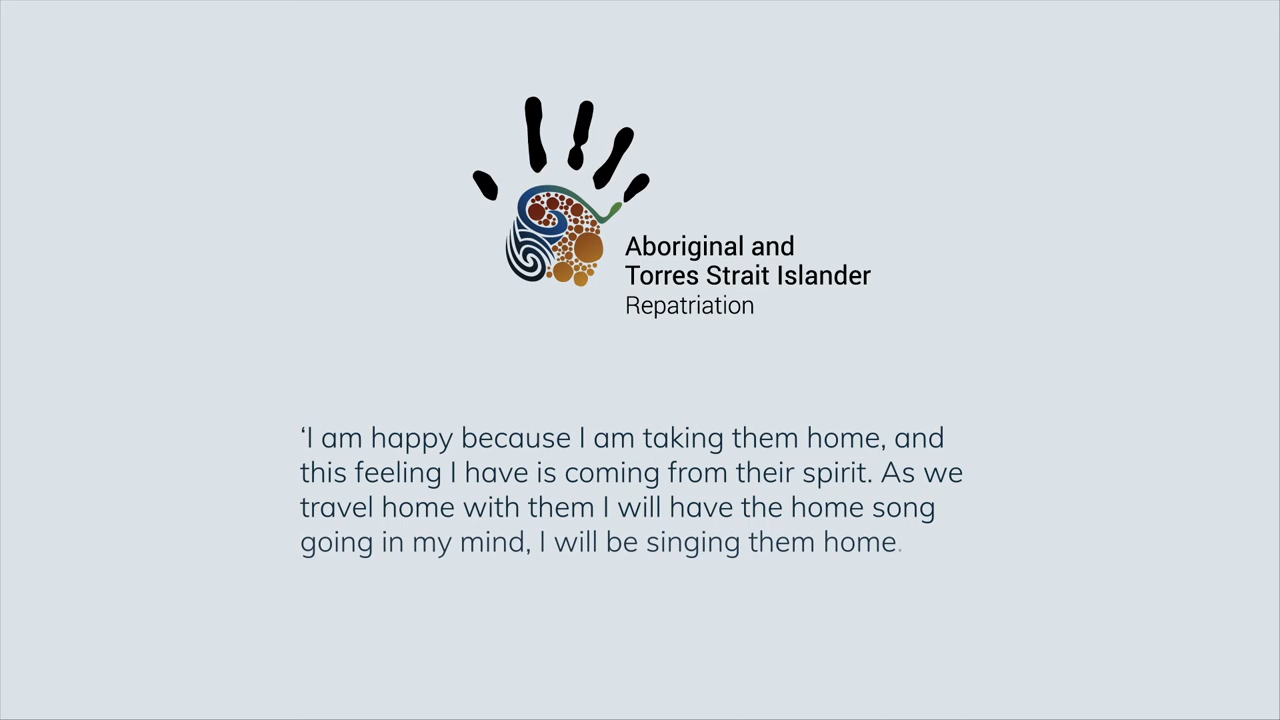 Aboriginal and
Torres Strait Islander
Repatriation
‘I am happy because I am taking them home, and
this feeling I have is coming from their spirit. As we
travel home with them I will have the home song
going in my mind, I will be singing them home.